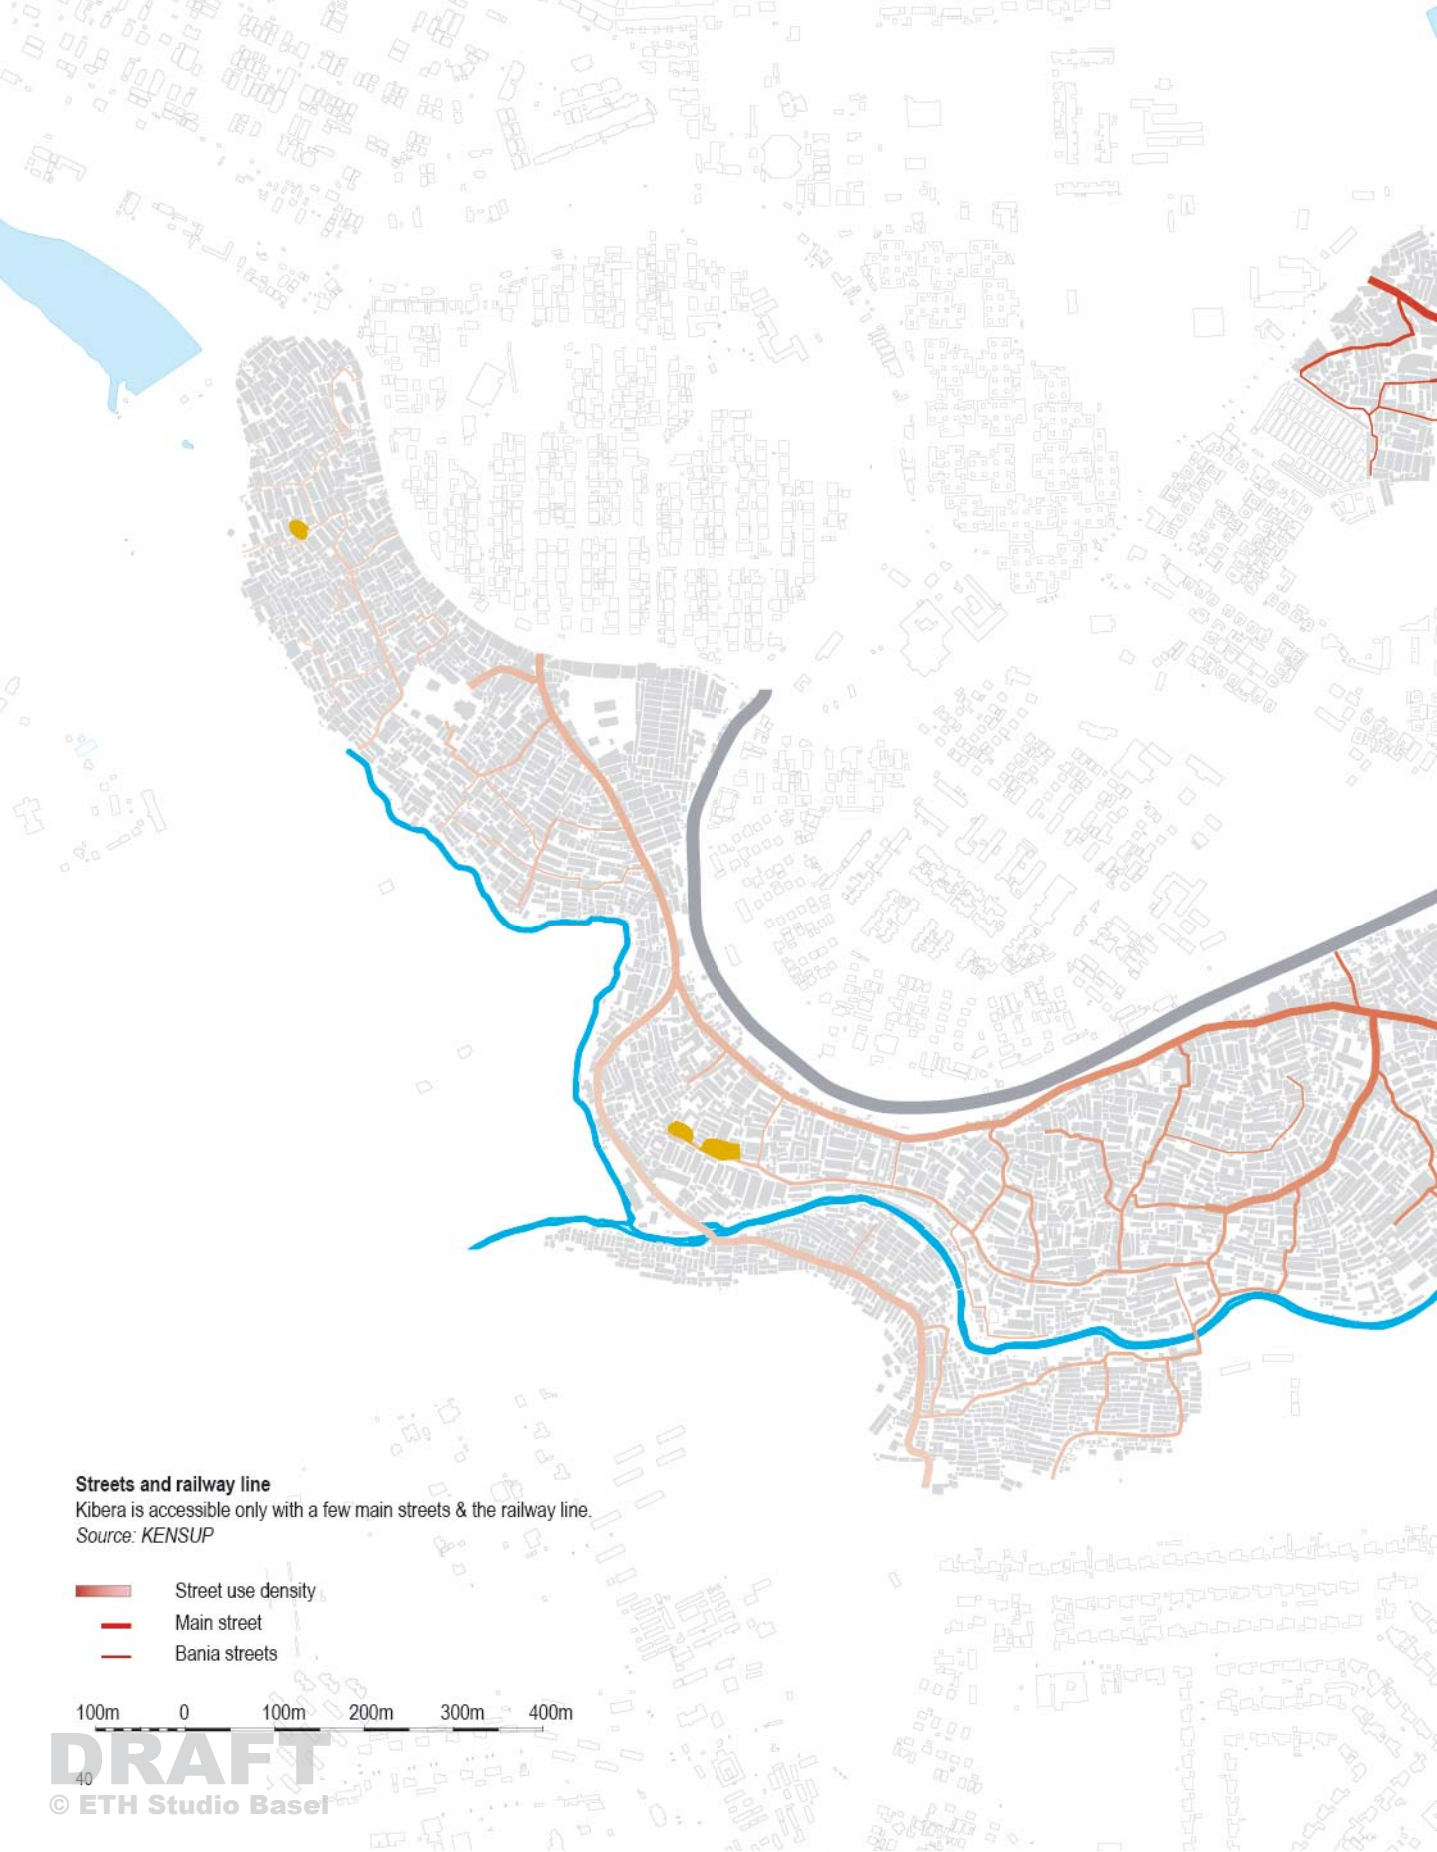 Streets and railway line
Kibera is accessible only with a few main streets & the railway line.
Source: KENSUP
Street use density
Main street
Bania streets
100m 0 100m 200m 300m 400m
DRAFT
40
© ETH Studio Basel